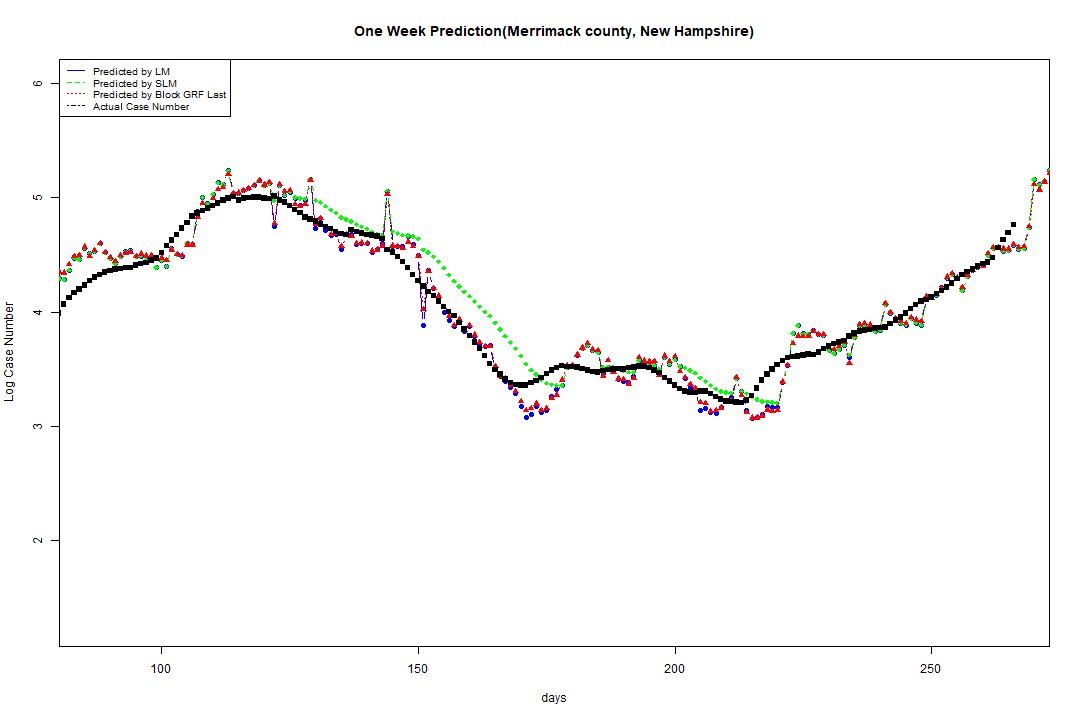 One Week Prediction(Merrimack county, New Hampshire)
Predicted by LM
Predicted by SLM
Predicted by Block GRF Last
Actual Case Number
6
5
4
3
2
Log Case Number
100
150
200
250
days